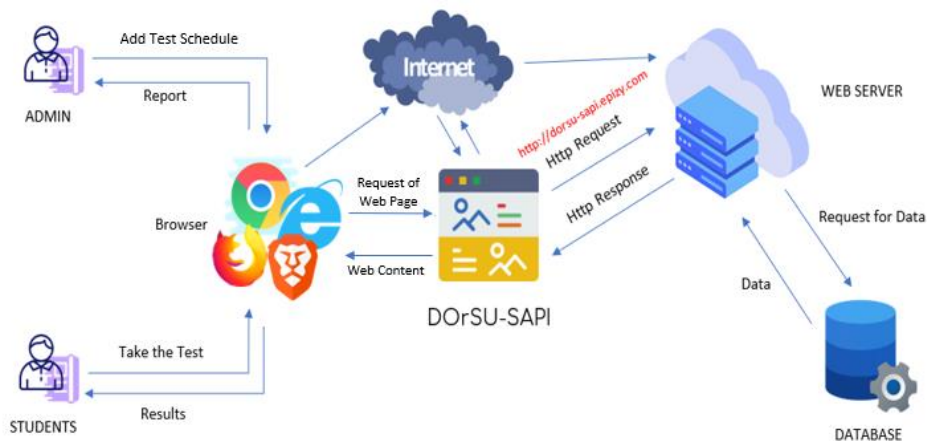 Add Test Schedule
Report
ADMIN
Internet
http://dorsu-sapi.epizy.com
Http Request
Http Response
WEB SERVER
Browser
Request of
Web Page
Web Content
DOrSU-SAPI
Request for Data
Data
Take the Test
Results
STUDENTS
DATABASE